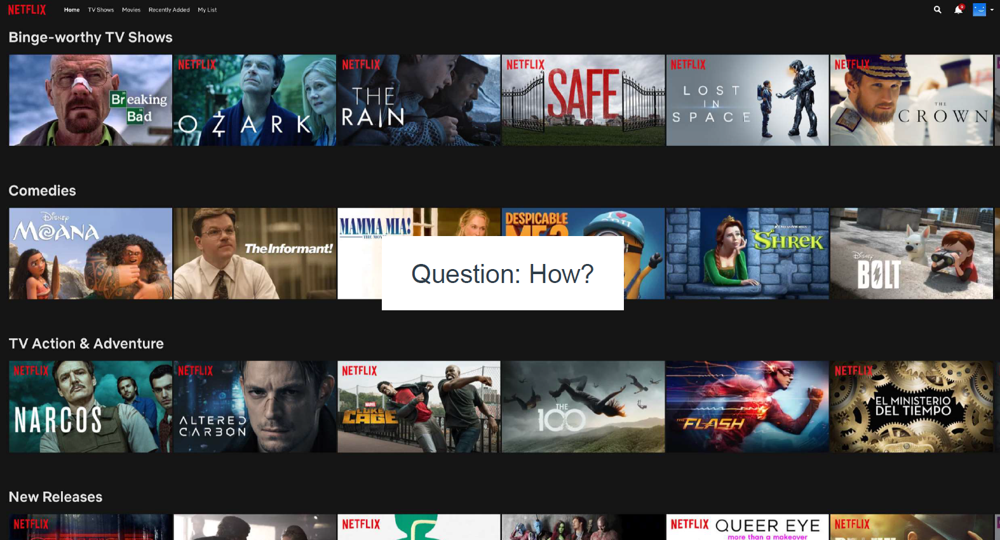 NETFLIX Home TV Shows Movies Recently Added My List 9
Binge-worthy TV Shows
Breaking
Bad
NETFLIX
OZARK
NETFLIX
THE
RAIN
NETFLIX
SAFE
NETFLIX
LOST
IN
SPACE
NETFLIX
THE
CROWN
Comedies
DISNEY
MOANA
The Informant!
MAMMA MIA!
DESPICABLE
SHREK
DISNEY
BOLT
Question: How?
TV Action & Adventure
NETFLIX
NARCOS
NETFLIX
ALTERED
CARBON
NETFLIX
MARVEL
LUKE
CAGE
THE
100
THE
FLASH
NETFLIX
EL MINISTERIO
DEL TIEMPO
New Releases
NETFLIX
NETFLIX
NETFLIX QUEER EYE
more than a makeover
NETFLIX